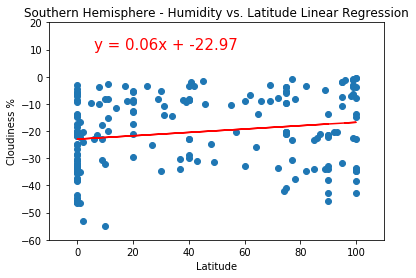 Southern Hemisphere - Humidity vs. Latitude Linear Regression
20
10
0
−10
−20
−30
−40
−50
−60
Cloudiness %
y = 0.06x + -22.97
0 20 40 60 80 100
Latitude